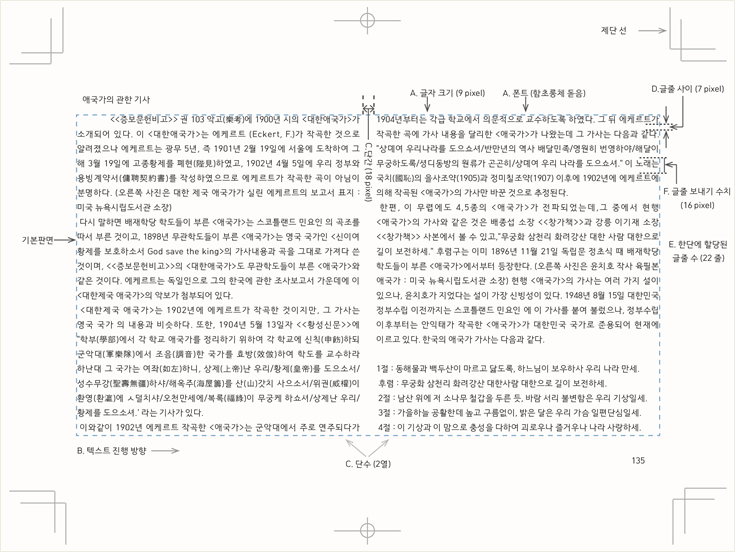 제단 선
애국가의 관한 기사
A. 글자 크기 (9 pixel)
A. 폰트 (함초롱체 돋음)
D.글줄 사이 (7 pixel)
C.단간 (18 pixel)
<<증보문헌비고>> 권 103 악고(樂考)에 1900년 시의 <대한애국가>가
소개되어 있다. 이 <대한애국가>는 에케르트 (Eckert, F.)가 작곡한 것으로
알려졌으나 에케르트는 광무 5년, 즉 1901년 2월 19일에 서울에 도착하여 그
해 3월 19일에 고종황제를 폐현(陛見)하였고, 1902년 4월 5일에 우리 정부와
용빙계약서(傭聘契約書)를 작성하였으므로 에케르트가 작곡한 곡이 아님이
분명하다. (오른쪽 사진은 대한 제국 애국가가 실린 에케르트의 보고서 표지 :
미국 뉴욕시립도서관 소장)
다시 말하면 배재학당 학도들이 부른 <애국가>는 스코틀랜드 민요인 의 곡조를
따서 부른 것이고, 1898년 무관학도들이 부른 <애국가>는 영국 국가인 <신이여
황제를 보호하소서 God save the king>의 가사내용과 곡을 그대로 가져다 쓴
것이며, <<증보문헌비고>>의 <대한애국가>도 무관학도들이 부른 <애국가>와
같은 것이다. 에케르트는 독일인으로 그의 한국에 관한 조사보고서 가운데에 이
<대한제국 애국가>의 악보가 첨부되어 있다.
<대한제국 애국가>는 1902년에 에케르트가 작곡한 것이지만, 그 가사는
영국 국가 의 내용과 비슷하다. 또한, 1904년 5월 13일자 <<황성신문>>에
"학부(學部)에서 각 학교 애국가를 정리하기 위하여 각 학교에 신칙(申飭)하되
군악대(軍樂隊)에서 조음(調音)한 국가를 효방(效倣)하여 학도를 교수하라
하난대 그 국가는 여좌(如左)하니, 상제(上帝)난 우리/황제(皇帝)를 도으소서/
성수무강(聖壽無疆)하샤/해옥주(海屋籌)를 산(山)갓치 사으소서/위권(威權)이
환영(환瀛)에 ㅅ덜치샤/오천만세에/복록(福祿)이 무궁케 하쇼셔/상제난 우리/
황제를 도으쇼셔.' 라는 기사가 있다.
이와같이 1902년 에케르트 작곡한 <애국가>는 군악대에서 주로 연주되다가
1904년부터는 각급 학교에서 의문적으로 교수하도록 하였다. 그 뒤 에케르트가
작곡한 곡에 가사 내용을 달리한 <애국가>가 나왔는데 그 가사는 다음과 같다.
"상뎨여 우리나라를 도으쇼셔/반만년의 역사 배달민족/영원히 번영하야/해달이
무궁하도록/셩디동방의 원류가 곤곤히/상뎨여 우리 나라를 도으쇼셔." 이 노래는
국치(國恥)의 을사조약(1905)과 정미칠조약(1907) 이후에 1902년에 에케르트에
의해 작곡된 <애국가>의 가사만 바꾼 것으로 추정된다.
한편, 이 무렵에도 4,5종의 <애국가>가 전파되었는데,그 중에서 현행
<애국가>의 가사와 같은 것은 배종섭 소장 <<창가책>>과 강릉 이기재 소장
<<창가책>> 사본에서 볼 수 있고,"무궁화 삼천리 화려강산 대한 사람 대한으로
길이 보전하세." 후렴구는 이미 1896년 11월 21일 독립문 정초식 때 배재학당
학도들이 부른 <애국가>에서부터 등장한다. (오른쪽 사진은 윤치호 작사 육필본
애국가 : 미국 뉴욕시립도서관 소장) 현행 <애국가>의 가사는 여러 가지 설이
있으나, 윤치호가 지었다는 설이 가장 신빙성이 있다. 1948년 8월 15일 대한민국
정부수립 이전까지는 스코틀랜드 민요인 에 이 가사를 붙여 불렀으나, 정부수립
이후부터는 안익태가 작곡한 <애국가>가 대한민국 국가로 준용되어 현재에
이르고 있다. 한국의 애국가 가사는 다음과 같다.
1절 : 동해물과 백두산이 마르고 닳도록, 하느님이 보우하사 우리 나라 만세.
후렴 : 무궁화 삼천리 화려강산 대한사람 대한으로 길이 보전하세.
2절 : 남산 위에 저 소나무 철갑을 두른 듯, 바람 서리 불변함은 우리 기상일세.
3절 : 가을하늘 공활한데 높고 구름없이, 밝은 달은 우리 가슴 일편단심일세.
4절 : 이 기상과 이 맘으로 충성을 다하여 괴로우나 즐거우나 나라 사랑하세.
기본판면
F. 글줄 보내기 수치
(16 pixel)
E. 한단에 할당된
글줄 수 (22 줄)
B. 텍스트 진행 방향
C. 단수 (2열)
135